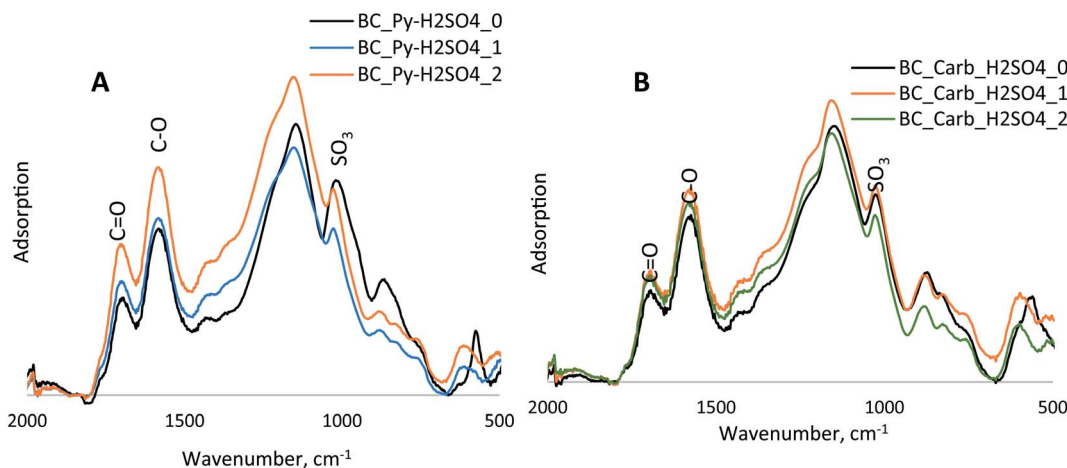 A
BC_Py-H2SO4_0
BC_Py-H2SO4_1
BC_Py-H2SO4_2
C=O
C-O
SO3
Adsorption
2000
1500
1000
500
Wavenumber, cm-1
B
BC_Carb_H2SO4_0
BC_Carb_H2SO4_1
BC_Carb_H2SO4_2
C=O
C-O
SO3
Adsorption
2000
1500
1000
500
Wavenumber, cm-1